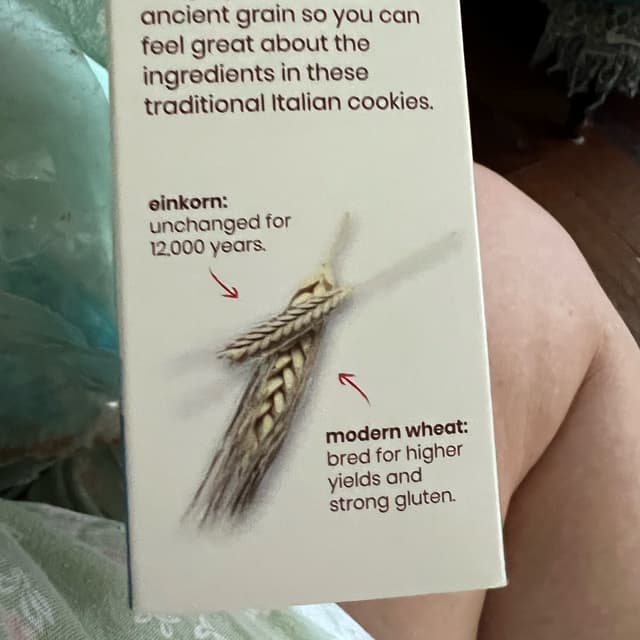 ancient grain so you can
feel great about the
ingredients in these
traditional Italian cookies.
einkorn:
unchanged for
12,000 years.
modern wheat:
bred for higher
yields and
strong gluten.